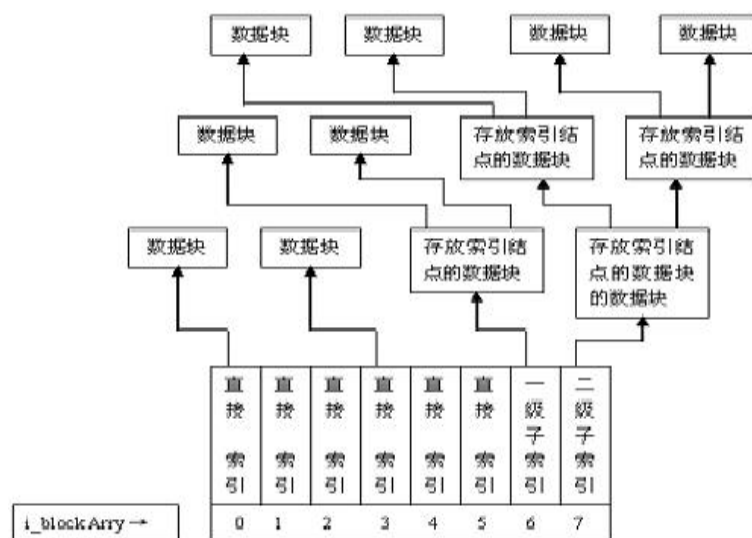 数据块
数据块
数据块
数据块
数据块
数据块
存放索引结
点的数据块
存放索引结
点的数据块
数据块
数据块
存放索引结
点的数据块
存放索引结
点的数据块
的数据块
直接索引
直接索引
直接索引
直接索引
直接索引
直接索引
一级子索引
二级子索引
i_blockArry→
0 1 2 3 4 5 6 7